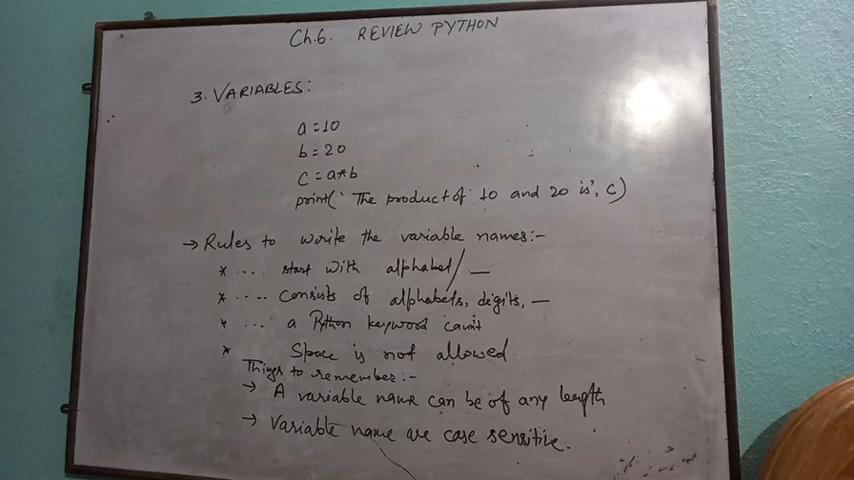 Ch.6. REVIEW PYTHON
3. VARIABLES:
a=10
b=20
c=a*b
print(' The product of 10 and 20 is', c)
→ Rules to write the variable names:-
* .... start with alphabet/_
* .... consists of alphabets, digits, _
* ... a Python keyword can't
* Space is not allowed.
Things to remember:-
→ A variable name can be of any length
→ Variable name are case sensitive.